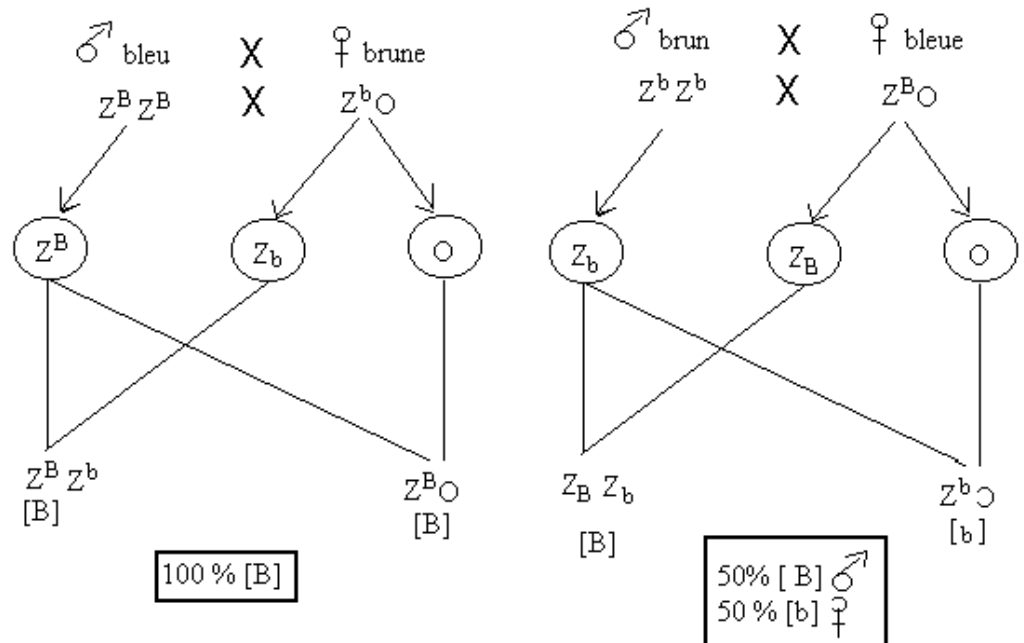 ♂ bleu X ♀ brune
Z^B Z^B X Z^b O
Z^B Z_b O
Z^B Z^b Z^B O
[B] [B]
100 % [B]
♂ brun X ♀ bleue
Z^b Z^b X Z^B O
Z_b Z_B O
Z_B Z_b Z^b O
[B] [b]
50% [ B] ♂
50 % [b] ♀